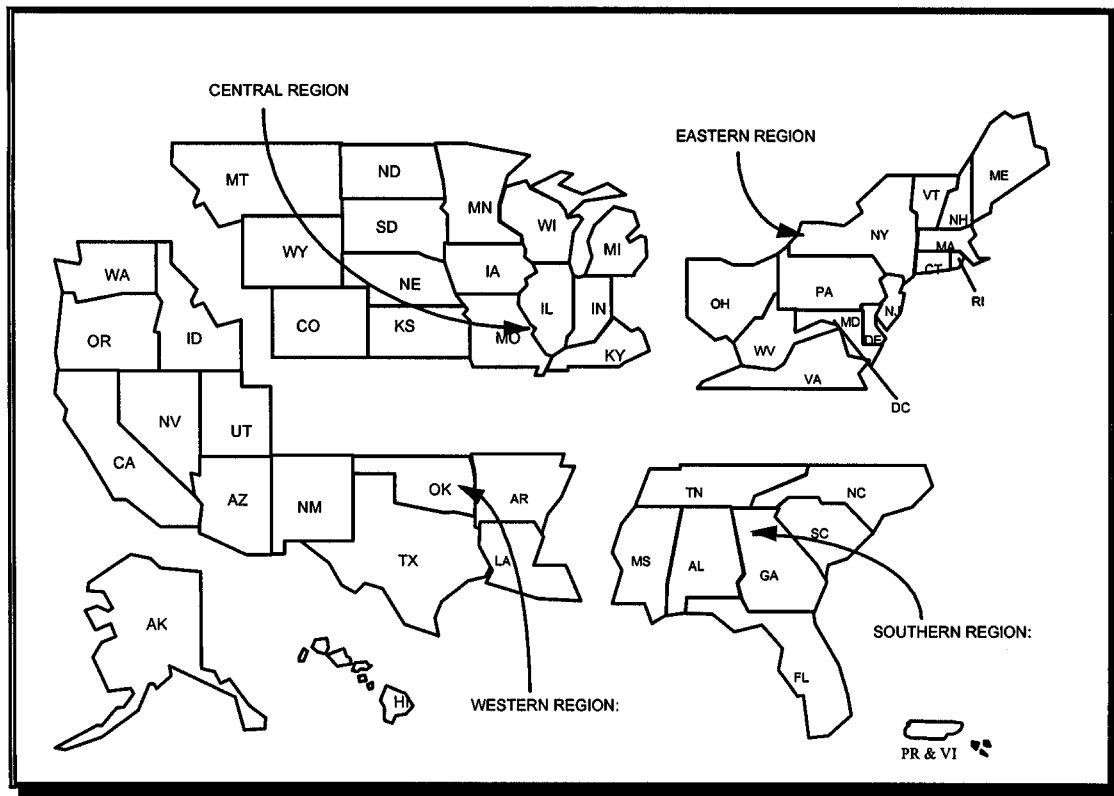 CENTRAL REGION
EASTERN REGION
MT
ND
MN
WI
MI
SD
WY
NE
IA
IL
IN
CO
KS
MO
KY
WA
OR
ID
NV
UT
CA
AZ
NM
OK
AR
TX
LA
AK
HI
WESTERN REGION:
ME
VT
NH
NY
MA
CT
RI
PA
NJ
OH
MD
DE
WV
VA
DC
TN
NC
SC
MS
AL
GA
FL
SOUTHERN REGION:
PR & VI